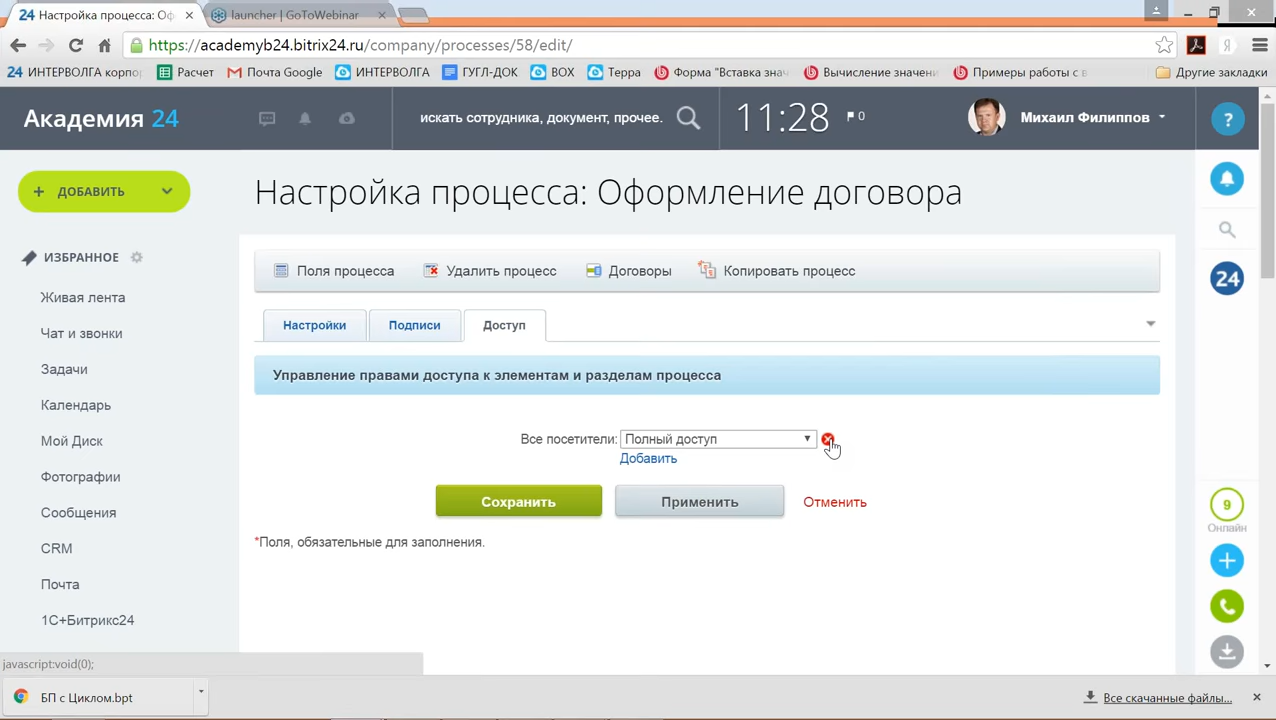 24 Настройка процесса: Оф
launcher | GoToWebinar
https://academyb24.bitrix24.ru/company/processes/58/edit/
24 ИНТЕРВОЛГА корпор
Расчет
Почта Google
ИНТЕРВОЛГА
ГУГЛ-ДОК
BOX
Терра
Форма "Вставка знач
Вычисление значени
Примеры работы с в
Другие закладки
Академия 24
искать сотрудника, документ, прочее.
11:28
0
Михаил Филиппов
?
+ ДОБАВИТЬ
Настройка процесса: Оформление договора
ИЗБРАННОЕ
Живая лента
Чат и звонки
Задачи
Календарь
Мой Диск
Фотографии
Сообщения
CRM
Почта
1С+Битрикс24
Поля процесса
Удалить процесс
Договоры
Копировать процесс
Настройки
Подписи
Доступ
Управление правами доступа к элементам и разделам процесса
Все посетители: Полный доступ
Добавить
Сохранить
Применить
Отменить
*Поля, обязательные для заполнения.
24
9
Онлайн
javascript:void(0);
БП с Циклом.bpt
Все скачанные файлы...